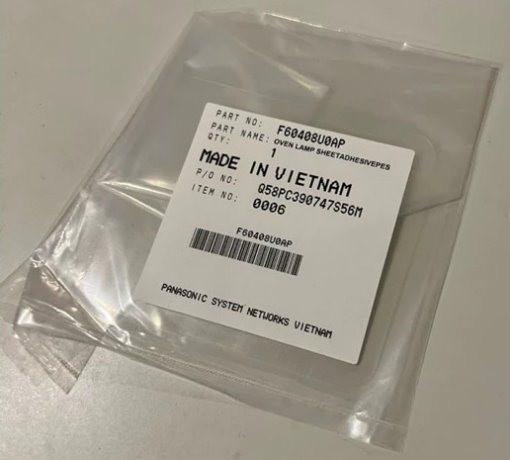 PART NO: F60408U0AP
PART NAME: OVEN LAMP SHEETADHESIVEPES
QTY: 1
MADE IN VIETNAM
P/O NO: Q58PC390747S56M
ITEM NO: 0006
F60408U0AP
PANASONIC SYSTEM NETWORKS VIETNAM